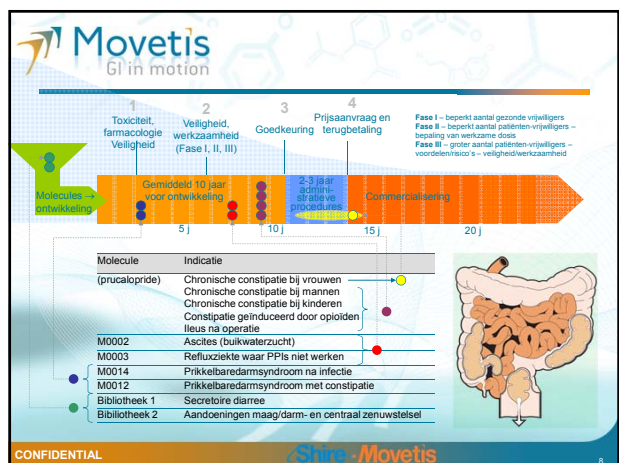 Movetis
GI in motion
1
Toxiciteit,
farmacologie
Veiligheid
2
Veiligheid,
werkzaamheid
(Fase I, II, III)
3
Goedkeuring
4
Prijsaanvraag en
terugbetaling
Fase I – beperkt aantal gezonde vrijwilligers
Fase II – beperkt aantal patiënten-vrijwilligers –
bepaling van werkzame dosis
Fase III – groter aantal patiënten-vrijwilligers –
voordelen/risico's – veiligheid/werkzaamheid
Molecules →
ontwikkeling
Gemiddeld 10 jaar
voor ontwikkeling
2-3 jaar
admini-
stratieve
procedures
Commercialisering
5 j
10 j
15 j
20 j
Molecule Indicatie
(prucalopride) Chronische constipatie bij vrouwen
Chronische constipatie bij mannen
Chronische constipatie bij kinderen
Constipatie geïnduceerd door opioïden
Ileus na operatie
M0002 Ascites (buikwaterzucht)
M0003 Refluxziekte waar PPIs niet werken
M0014 Prikkelbaredarmsyndroom na infectie
M0012 Prikkelbaredarmsyndroom met constipatie
Bibliotheek 1 Secretoire diarree
Bibiliotheek 2 Aandoeningen maag/darm- en centraal zenuwstelsel
CONFIDENTIAL
Shire - Movetis
8